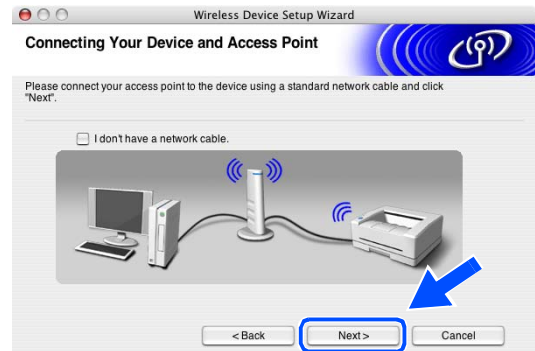 Wireless Device Setup Wizard
Connecting Your Device and Access Point
Please connect your access point to the device using a standard network cable and click
"Next".
I don't have a network cable.
< Back Next > Cancel